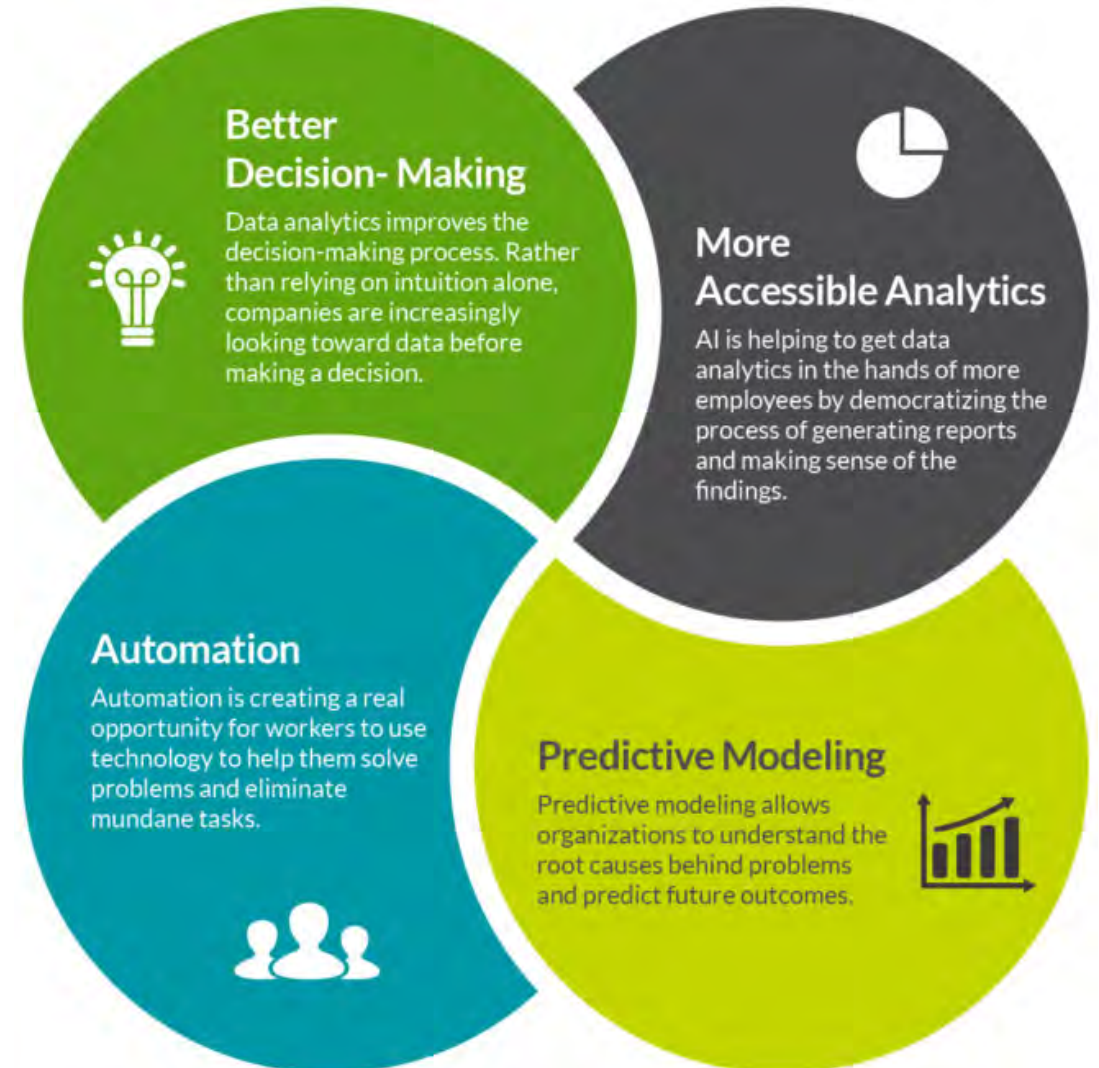 Better
Decision- Making
Data analytics improves the
decision-making process. Rather
than relying on intuition alone,
companies are increasingly
looking toward data before
making a decision.
More
Accessible Analytics
AI is helping to get data
analytics in the hands of more
employees by democratizing the
process of generating reports
and making sense of the
findings.
Automation
Automation is creating a real
opportunity for workers to use
technology to help them solve
problems and eliminate
mundane tasks.
Predictive Modeling
Predictive modeling allows
organizations to understand the
root causes behind problems
and predict future outcomes.